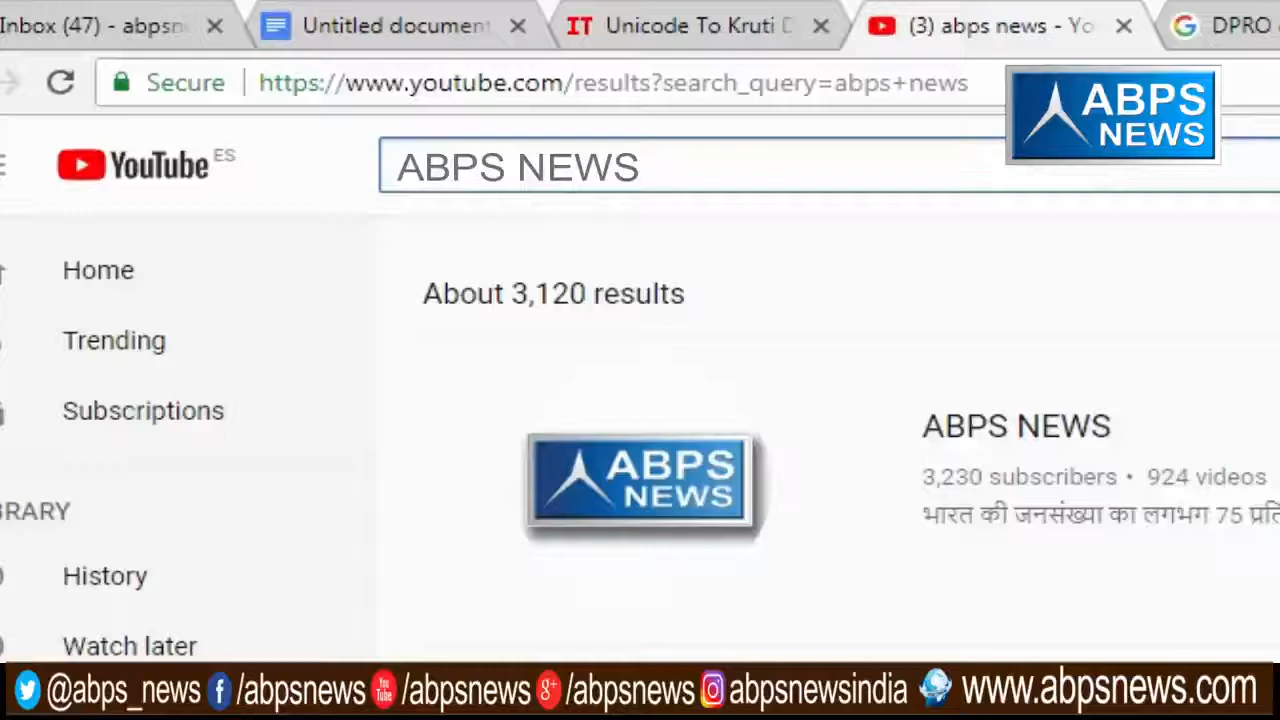 Inbox (47) - abpsn
Untitled document
IT Unicode To Kruti D
(3) abps news - Yo
DPRO
Secure https://www.youtube.com/results?search_query=abps+news
ABPS
NEWS
YouTube ES
ABPS NEWS
Home
About 3,120 results
Trending
Subscriptions
ABPS
NEWS
ABPS NEWS
3,230 subscribers • 924 videos
भारत की जनसंख्या का लगभग 75 प्रति
BRARY
History
Watch later
@abps_news /abpsnews You Tube /abpsnews g+ /abpsnews abpsnewsindia www.abpsnews.com